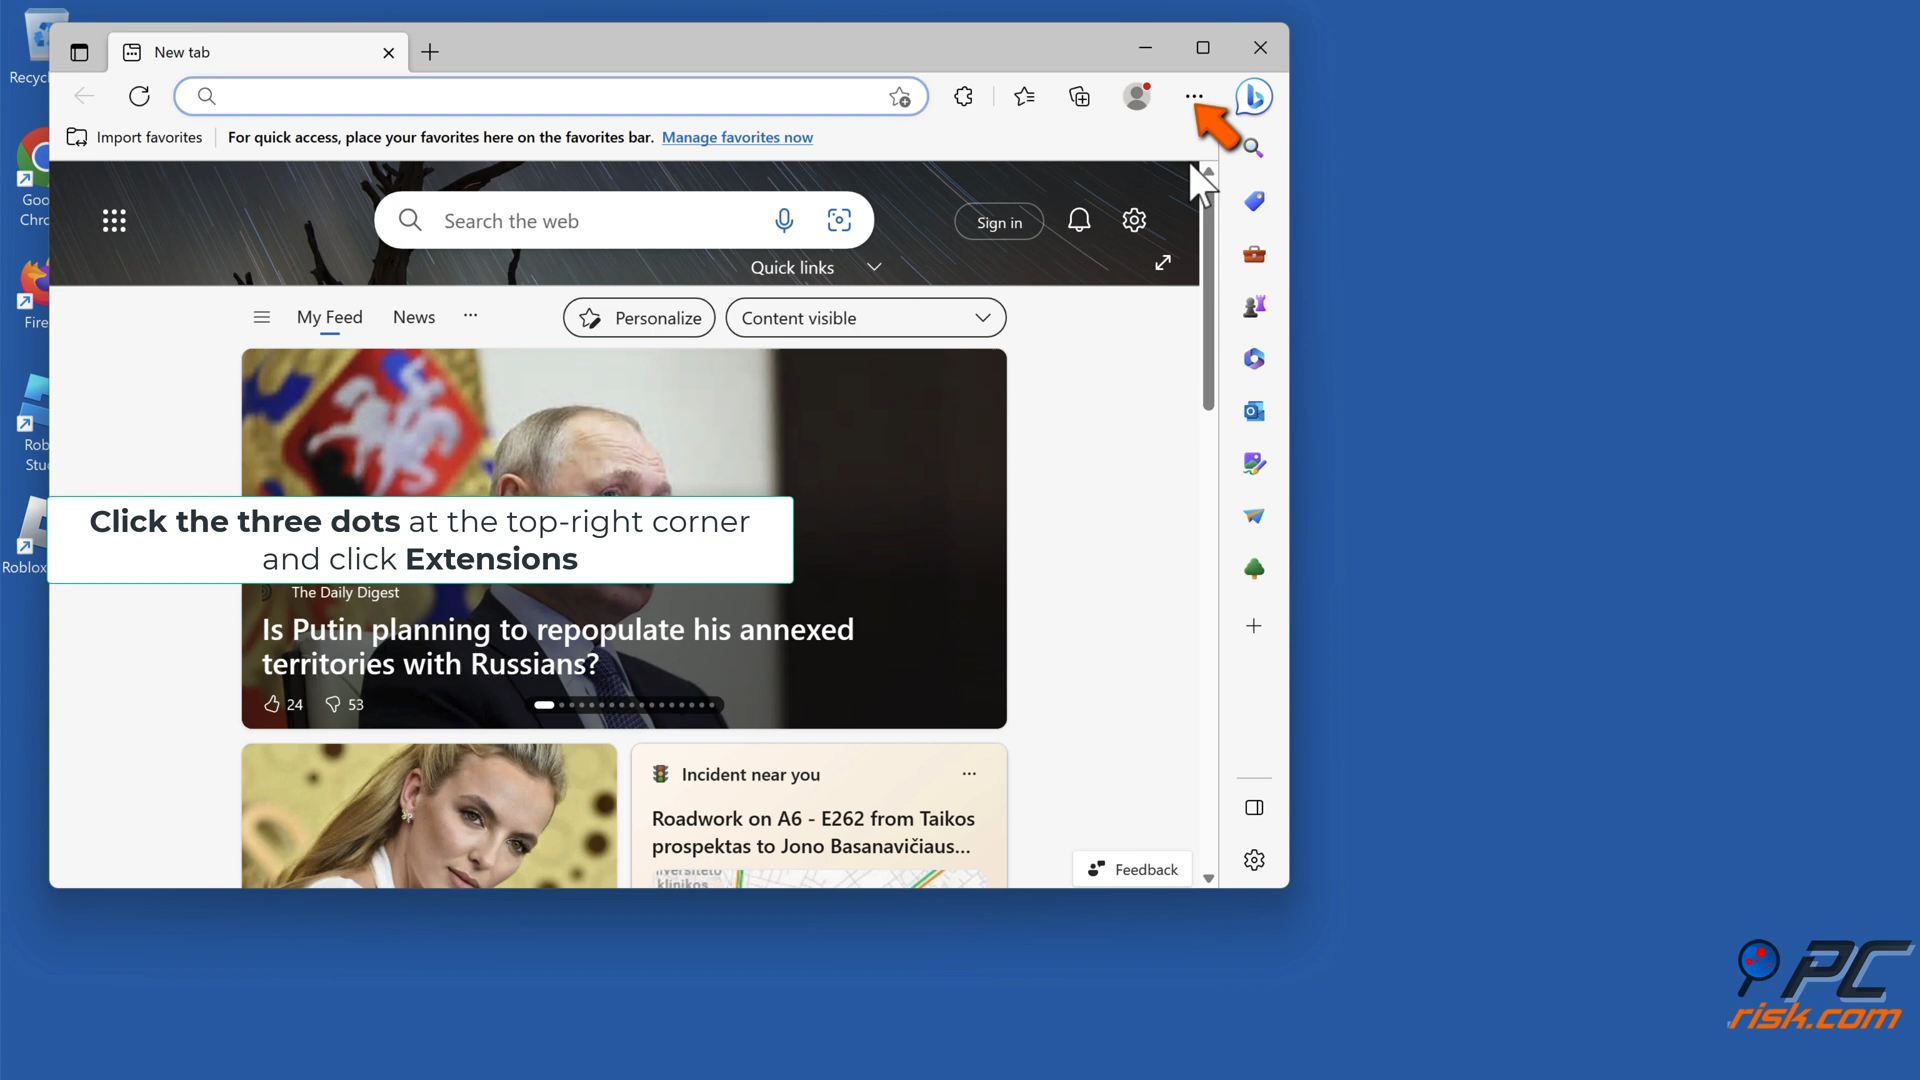 Recyc
New tab
Import favorites
For quick access, place your favorites here on the favorites bar. Manage favorites now
Goo
Chro
Search the web
Sign in
Quick links
Fire
My Feed
News
Personalize
Content visible
Rob
Stu
Click the three dots at the top-right corner
and click Extensions
Roblox
The Daily Digest
Is Putin planning to repopulate his annexed
territories with Russians?
24
53
Incident near you
Roadwork on A6 - E262 from Taikos
prospektas to Jono Basanavičiaus...
klinikos
Feedback
PC
risk.com